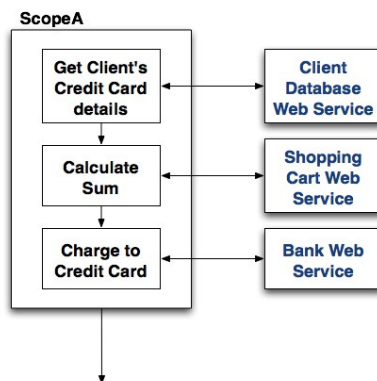 ScopeA
Get Client's
Credit Card
details
Client
Database
Web Service
Calculate
Sum
Shopping
Cart Web
Service
Charge to
Credit Card
Bank Web
Service